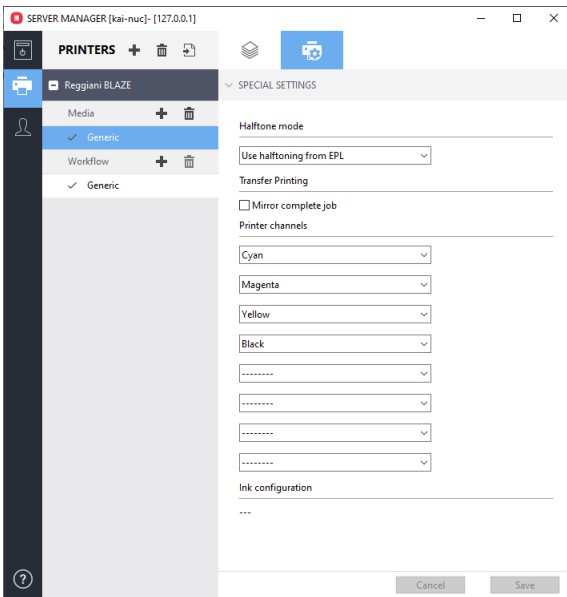 SERVER MANAGER [kai-nuc]- [127.0.0.1]
PRINTERS
Reggiani BLAZE
Media
Generic
Workflow
Generic
SPECIAL SETTINGS
Halftone mode
Use halftoning from EPL
Transfer Printing
Mirror complete job
Printer channels
Cyan
Magenta
Yellow
Black
--------
--------
--------
--------
Ink configuration
---
?
Cancel Save